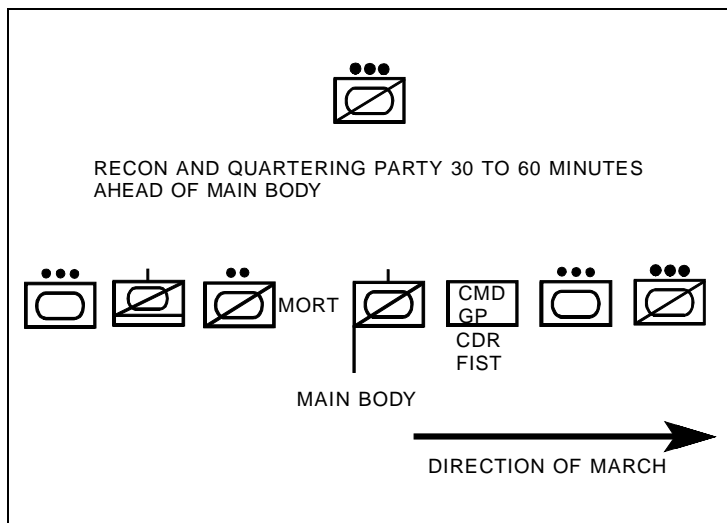 RECON AND QUARTERING PARTY 30 TO 60 MINUTES
AHEAD OF MAIN BODY
MORT
CMD
GP
CDR
FIST
MAIN BODY
DIRECTION OF MARCH